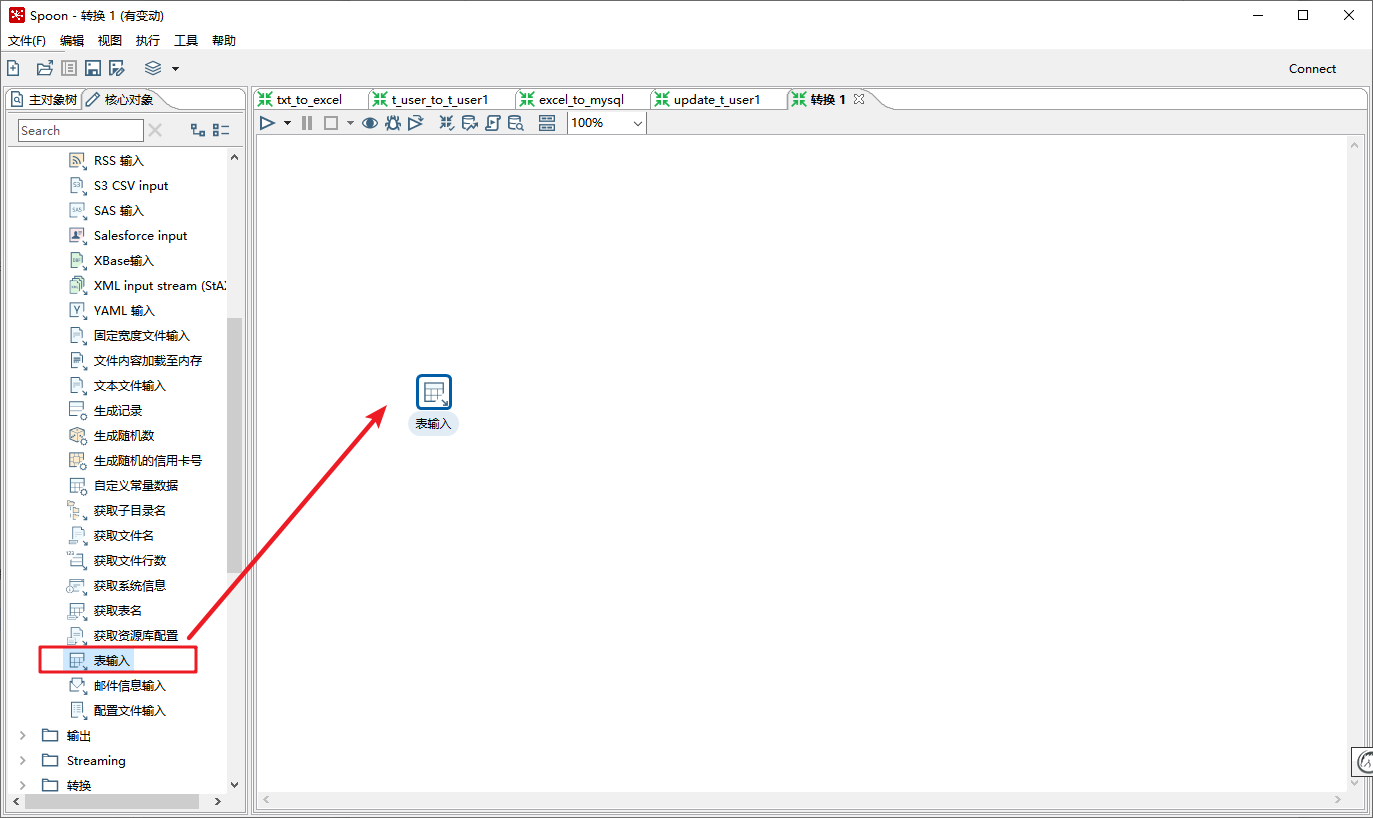 Spoon - 转换 1 (有变动)
文件(F) 编辑 视图 执行 工具 帮助
Connect
主对象树 核心对象
txt_to_excel t_user_to_t_user1 excel_to_mysql update_t_user1 转换 1
Search
100%
RSS 输入
S3 CSV input
SAS 输入
Salesforce input
XBase输入
XML input stream (StAX
YAML 输入
固定宽度文件输入
文件内容加载至内存
文本文件输入
生成记录
生成随机数
生成随机的信用卡号
自定义常量数据
获取子目录名
获取文件名
获取文件行数
获取系统信息
获取表名
获取资源库配置
表输入
邮件信息输入
配置文件输入
输出
Streaming
转换
表输入